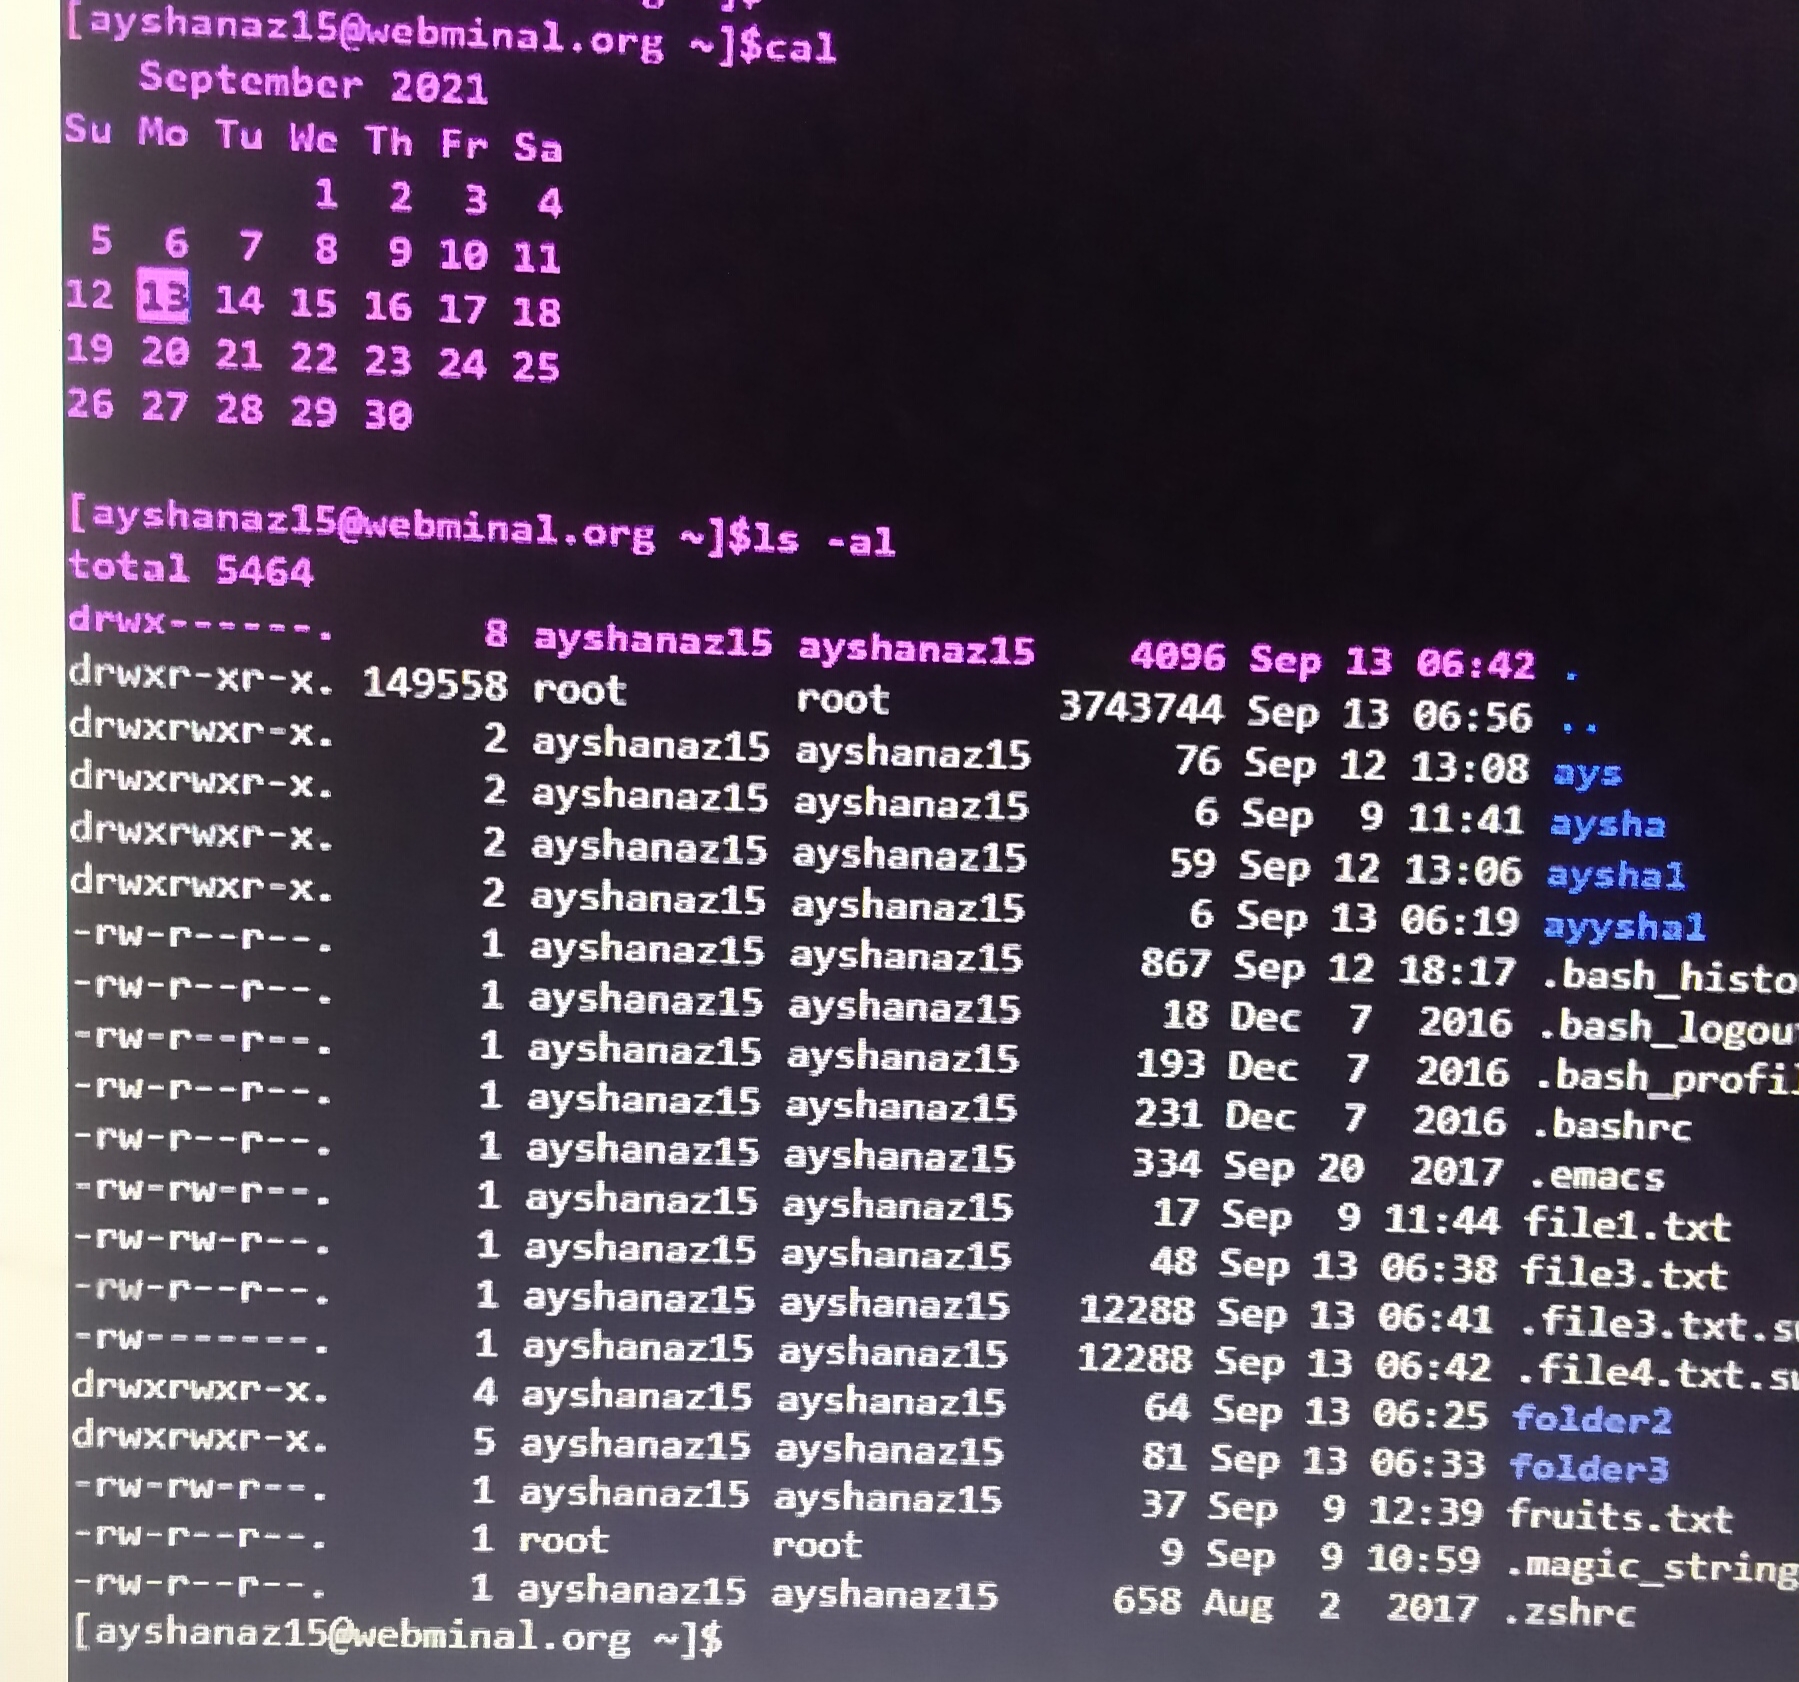 [ayshanaz15@webminal.org ~]$cal
   September 2021
Su Mo Tu We Th Fr Sa
          1  2  3  4
 5  6  7  8  9 10 11
12 13 14 15 16 17 18
19 20 21 22 23 24 25
26 27 28 29 30
[ayshanaz15@webminal.org ~]$ls -al
total 5464
drwx------. 8 ayshanaz15 ayshanaz15 4096 Sep 13 06:42 .
drwxr-xr-x. 149558 root root 3743744 Sep 13 06:56 ..
drwxrwxr-x. 2 ayshanaz15 ayshanaz15 76 Sep 12 13:08 ays
drwxrwxr-x. 2 ayshanaz15 ayshanaz15 6 Sep 9 11:41 aysha
drwxrwxr-x. 2 ayshanaz15 ayshanaz15 59 Sep 12 13:06 aysha1
drwxrwxr-x. 2 ayshanaz15 ayshanaz15 6 Sep 13 06:19 ayysha1
-rw-r--r--. 1 ayshanaz15 ayshanaz15 867 Sep 12 18:17 .bash_histo
-rw-r--r--. 1 ayshanaz15 ayshanaz15 18 Dec 7 2016 .bash_logou
-rw-r--r--. 1 ayshanaz15 ayshanaz15 193 Dec 7 2016 .bash_profil
-rw-r--r--. 1 ayshanaz15 ayshanaz15 231 Dec 7 2016 .bashrc
-rw-r--r--. 1 ayshanaz15 ayshanaz15 334 Sep 20 2017 .emacs
-rw-rw-r--. 1 ayshanaz15 ayshanaz15 17 Sep 9 11:44 file1.txt
-rw-rw-r--. 1 ayshanaz15 ayshanaz15 48 Sep 13 06:38 file3.txt
-rw-r--r--. 1 ayshanaz15 ayshanaz15 12288 Sep 13 06:41 .file3.txt.s
-rw-------. 1 ayshanaz15 ayshanaz15 12288 Sep 13 06:42 .file4.txt.s
drwxrwxr-x. 4 ayshanaz15 ayshanaz15 64 Sep 13 06:25 folder2
drwxrwxr-x. 5 ayshanaz15 ayshanaz15 81 Sep 13 06:33 folder3
-rw-rw-r--. 1 ayshanaz15 ayshanaz15 37 Sep 9 12:39 fruits.txt
-rw-r--r--. 1 root root 9 Sep 9 10:59 .magic_string
-rw-r--r--. 1 ayshanaz15 ayshanaz15 658 Aug 2 2017 .zshrc
[ayshanaz15@webminal.org ~]$